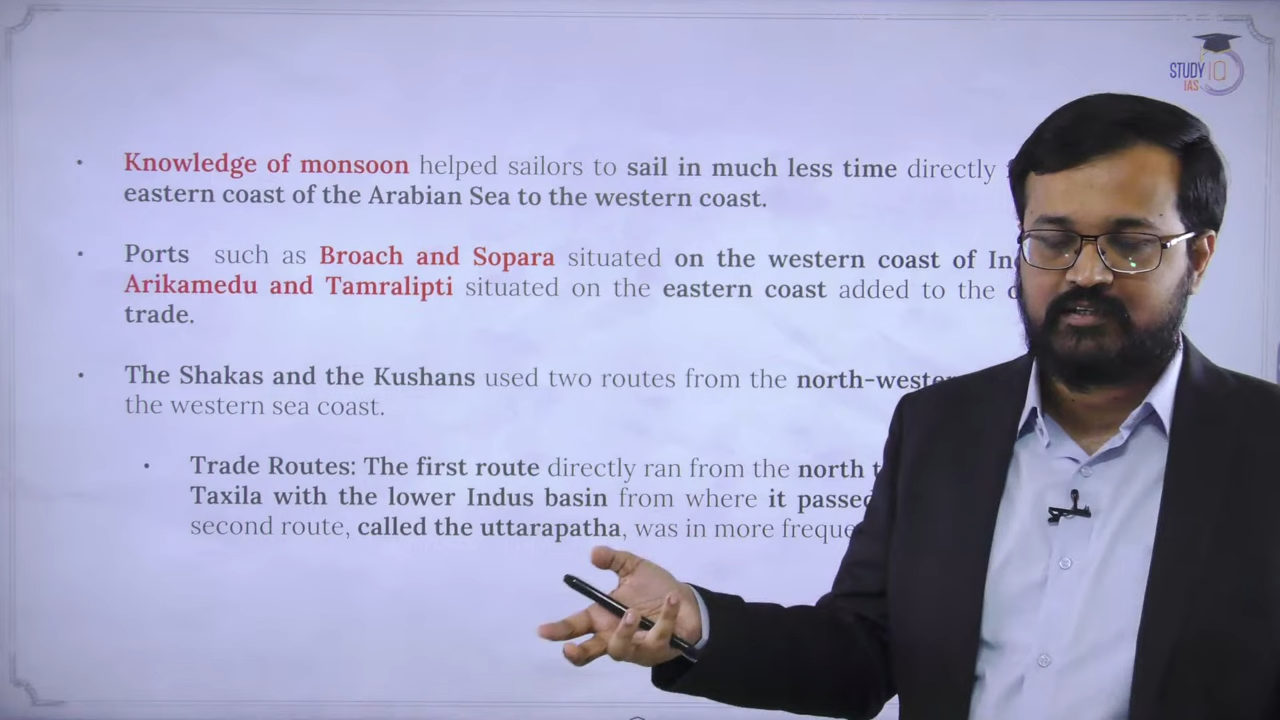 STUDY IQ
IAS
Knowledge of monsoon helped sailors to sail in much less time directly
eastern coast of the Arabian Sea to the western coast.
Ports such as Broach and Sopara situated on the western coast of
Arikamedu and Tamralipti situated on the eastern coast added to the
trade.
The Shakas and the Kushans used two routes from the
the western sea coast.
Trade Routes: The first route directly ran from the north
Taxila with the lower Indus basin from where it passed
second route, called the uttarapatha, was in more